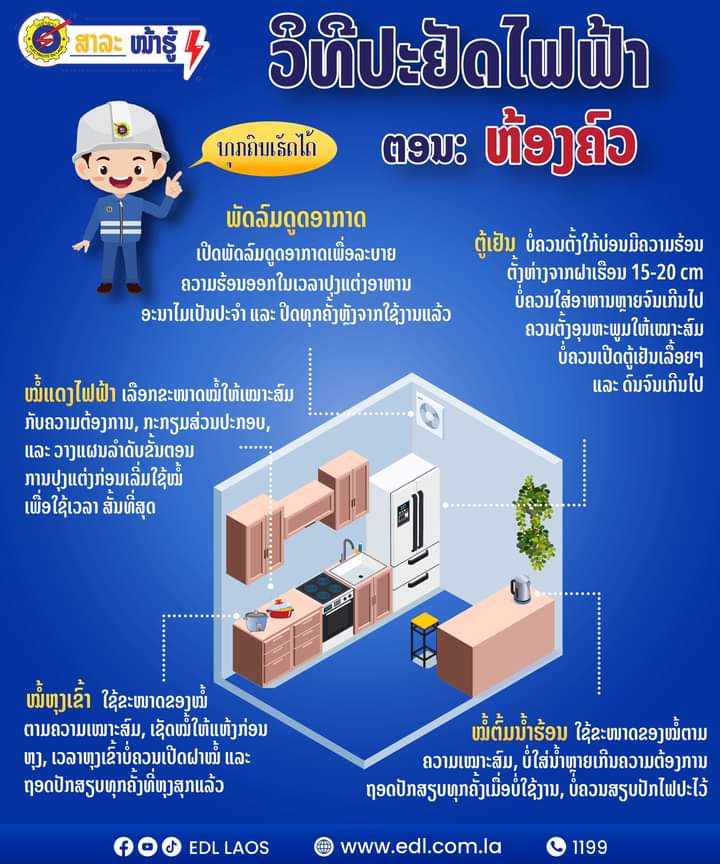 ສາລະ ໜ້າຮູ້
ວິທີປະຢັດໄຟຟ້າ
ຕອນ: ຫ້ອງຄົວ
ທຸກຄົນເຮັດໄດ້
ພັດລົມດູດອາກາດ
ເປີດພັດລົມດູດອາກາດເພື່ອລະບາຍ
ຄວາມຮ້ອນອອກໃນເວລາປຸງແຕ່ງອາຫານ
ອະນາໄມເປັນປະຈຳ ແລະ ປິດທຸກຄັ້ງຫຼັງຈາກໃຊ້ງານແລ້ວ
ຕູ້ເຢັນ ບໍ່ຄວນຕັ້ງໃກ້ບ່ອນມີຄວາມຮ້ອນ
ຕັ້ງຫ່າງຈາກຝາເຮືອນ 15-20 cm
ບໍ່ຄວນໃສ່ອາຫານຫຼາຍຈົນເກີນໄປ
ຄວນຕັ້ງອຸນຫະພູມໃຫ້ເໝາະສົມ
ບໍ່ຄວນເປີດຕູ້ເຢັນເລື້ອຍໆ
ແລະ ດົນຈົນເກີນໄປ
ໝໍ້ແດງໄຟຟ້າ ເລືອກຂະໜາດໝໍ້ໃຫ້ເໝາະສົມ
ກັບຄວາມຕ້ອງການ, ກະກຽມສ່ວນປະກອບ,
ແລະ ວາງແຜນລຳດັບຂັ້ນຕອນ
ການປຸງແຕ່ງກ່ອນເລີ່ມໃຊ້ໝໍ້
ເພື່ອໃຊ້ເວລາ ສັ້ນທີ່ສຸດ
ໝໍ້ຫຸງເຂົ້າ ໃຊ້ຂະໜາດຂອງໝໍ້
ຕາມຄວາມເໝາະສົມ, ເຊັດໝໍ້ໃຫ້ແຫ້ງກ່ອນ
ຫຸງ, ເວລາຫຸງເຂົ້າບໍ່ຄວນເປີດຝາໝໍ້ ແລະ
ຖອດປັກສຽບທຸກຄັ້ງທີ່ຫຸງສຸກແລ້ວ
ໝໍ້ຕົ້ມນ້ຳຮ້ອນ ໃຊ້ຂະໜາດຂອງໝໍ້ຕາມ
ຄວາມເໝາະສົມ, ບໍ່ໃສ່ນ້ຳຫຼາຍເກີນຄວາມຕ້ອງການ
ຖອດປັກສຽບທຸກຄັ້ງເມື່ອບໍ່ໃຊ້ງານ, ບໍ່ຄວນສຽບປັກໄຟປະໄວ້
EDL LAOS
www.edl.com.la
1199